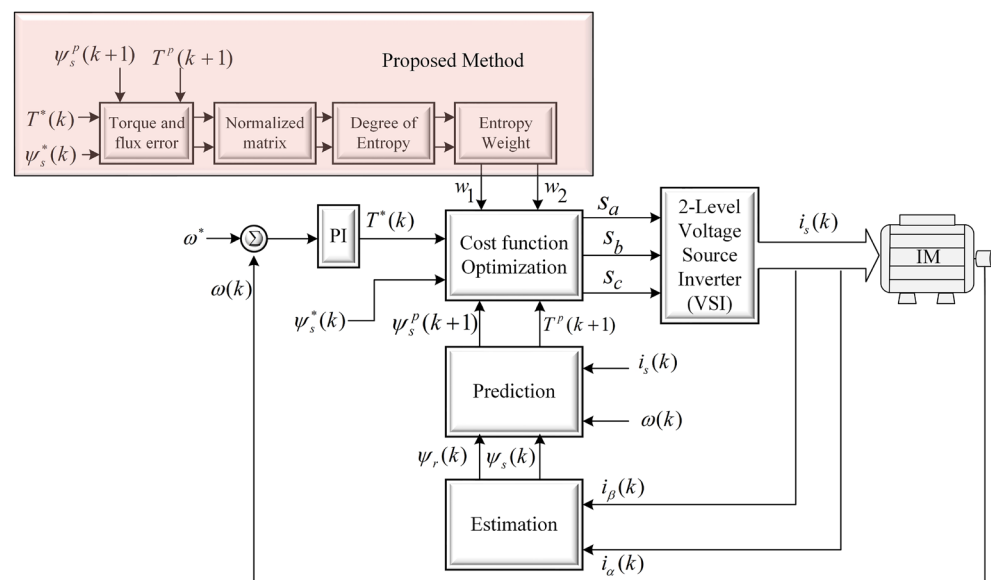 ψ_s^p(k+1) T^p(k+1)
Proposed Method
T*(k)
ψ_s*(k)
Torque and
flux error
Normalized
matrix
Degree of
Entropy
Entropy
Weight
w_1 w_2
ω*
Σ
ω(k)
PI
T*(k)
ψ_s*(k)
Cost function
Optimization
S_a
S_b
S_c
2-Level
Voltage
Source
Inverter
(VSI)
i_s(k)
IM
ψ_s^p(k+1) T^p(k+1)
Prediction
i_s(k)
ω(k)
ψ_r(k) ψ_s(k)
Estimation
i_β(k)
i_α(k)